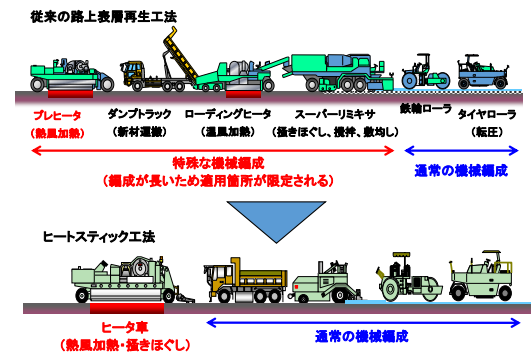 従来の路上表層再生工法
プレヒータ
(熱風加熱)
ダンプトラック
(新材運搬)
ローディングヒータ
(温風加熱)
スーパーリミキサ
(掻きほぐし、撹拌、敷均し)
鉄輪ローラ
タイヤローラ
(転圧)
特殊な機械編成
(編成が長いため適用箇所が限定される)
通常の機械編成
ヒートスティック工法
ヒータ車
(熱風加熱・掻きほぐし)
通常の機械編成